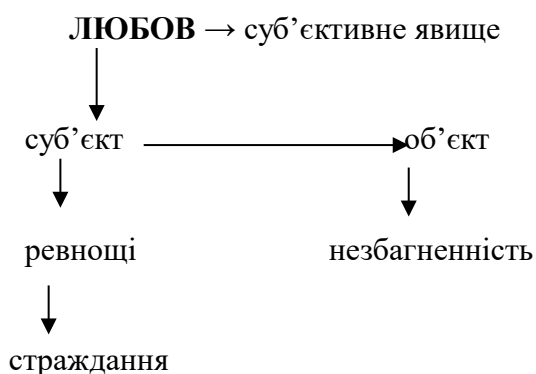 ЛЮБОВ → суб’єктивне явище
суб’єкт об’єкт
ревнощі незбагненність
страждання